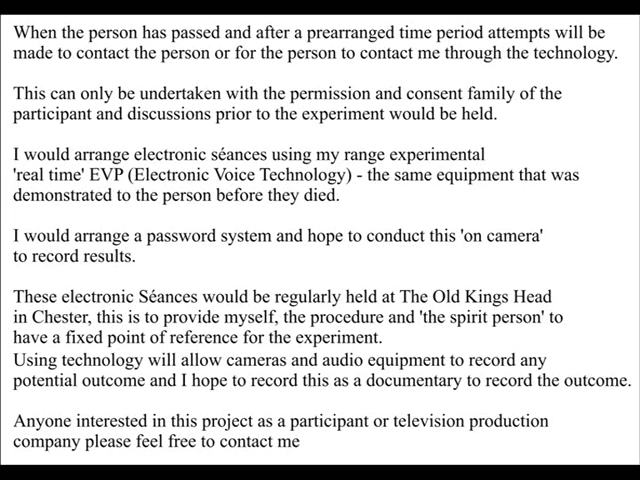 When the person has passed and after a prearranged time period attempts will be
made to contact the person or for the person to contact me through the technology.
This can only be undertaken with the permission and consent family of the
participant and discussions prior to the experiment would be held.
I would arrange electronic séances using my range experimental
'real time' EVP (Electronic Voice Technology) - the same equipment that was
demonstrated to the person before they died.
I would arrange a password system and hope to conduct this 'on camera'
to record results.
These electronic Séances would be regularly held at The Old Kings Head
in Chester, this is to provide myself, the procedure and 'the spirit person' to
have a fixed point of reference for the experiment.
Using technology will allow cameras and audio equipment to record any
potential outcome and I hope to record this as a documentary to record the outcome.
Anyone interested in this project as a participant or television production
company please feel free to contact me